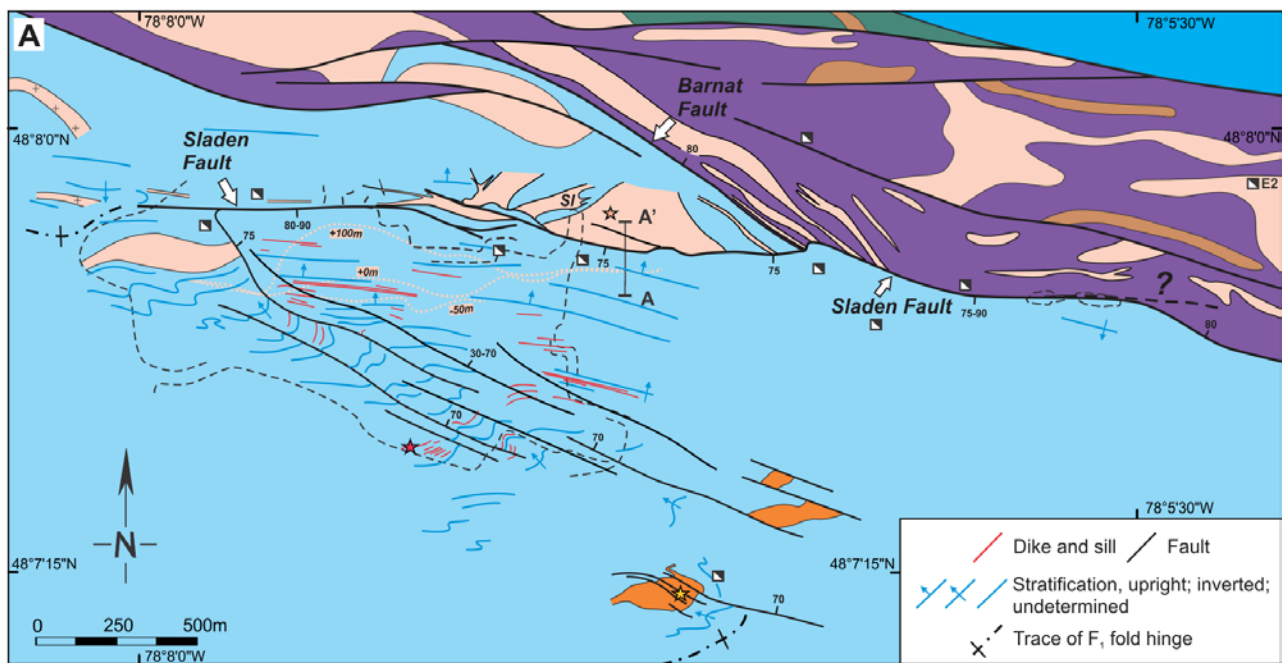 A
78°8'0"W
78°5'30"W
Barnat
Fault
48°8'0"N
48°8'0"N
Sladen
Fault
80
E2
SI
A'
80-90
+100m
75
75
75
?
+0m
A
-50m
Sladen Fault
75-90
80
30-70
70
70
78°5'30"W
N
48°7'15"N
48°7'15"N
70
0 250 500m
78°8'0"W
Dike and sill
Fault
Stratification, upright; inverted;
undetermined
Trace of F1 fold hinge